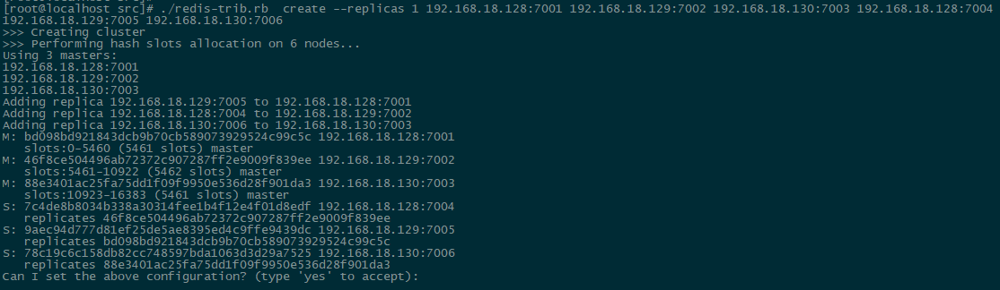 [root@localhost src]# ./redis-trib.rb  create --replicas 1 192.168.18.128:7001 192.168.18.129:7002 192.168.18.130:7003 192.168.18.128:7004
192.168.18.129:7005 192.168.18.130:7006
>>> Creating cluster
>>> Performing hash slots allocation on 6 nodes...
Using 3 masters:
192.168.18.128:7001
192.168.18.129:7002
192.168.18.130:7003
Adding replica 192.168.18.129:7005 to 192.168.18.128:7001
Adding replica 192.168.18.128:7004 to 192.168.18.129:7002
Adding replica 192.168.18.130:7006 to 192.168.18.130:7003
M: bd098bd921843dcb9b70cb589073929524c99c5c 192.168.18.128:7001
   slots:0-5460 (5461 slots) master
M: 46f8ce504496ab72372c907287ff2e9009f839ee 192.168.18.129:7002
   slots:5461-10922 (5462 slots) master
M: 88e3401ac25fa75dd1f09f9950e536d28f901da3 192.168.18.130:7003
   slots:10923-16383 (5461 slots) master
S: 7c4de8b8034b338a30314fee1b4f12e4f01d8edf 192.168.18.128:7004
   replicates 46f8ce504496ab72372c907287ff2e9009f839ee
S: 9aec94d777d81ef25de5ae8395ed4c9ffe9439dc 192.168.18.129:7005
   replicates bd098bd921843dcb9b70cb589073929524c99c5c
S: 78c19c6c158db82cc748597bda1063d3d29a7525 192.168.18.130:7006
   replicates 88e3401ac25fa75dd1f09f9950e536d28f901da3
Can I set the above configuration? (type 'yes' to accept):